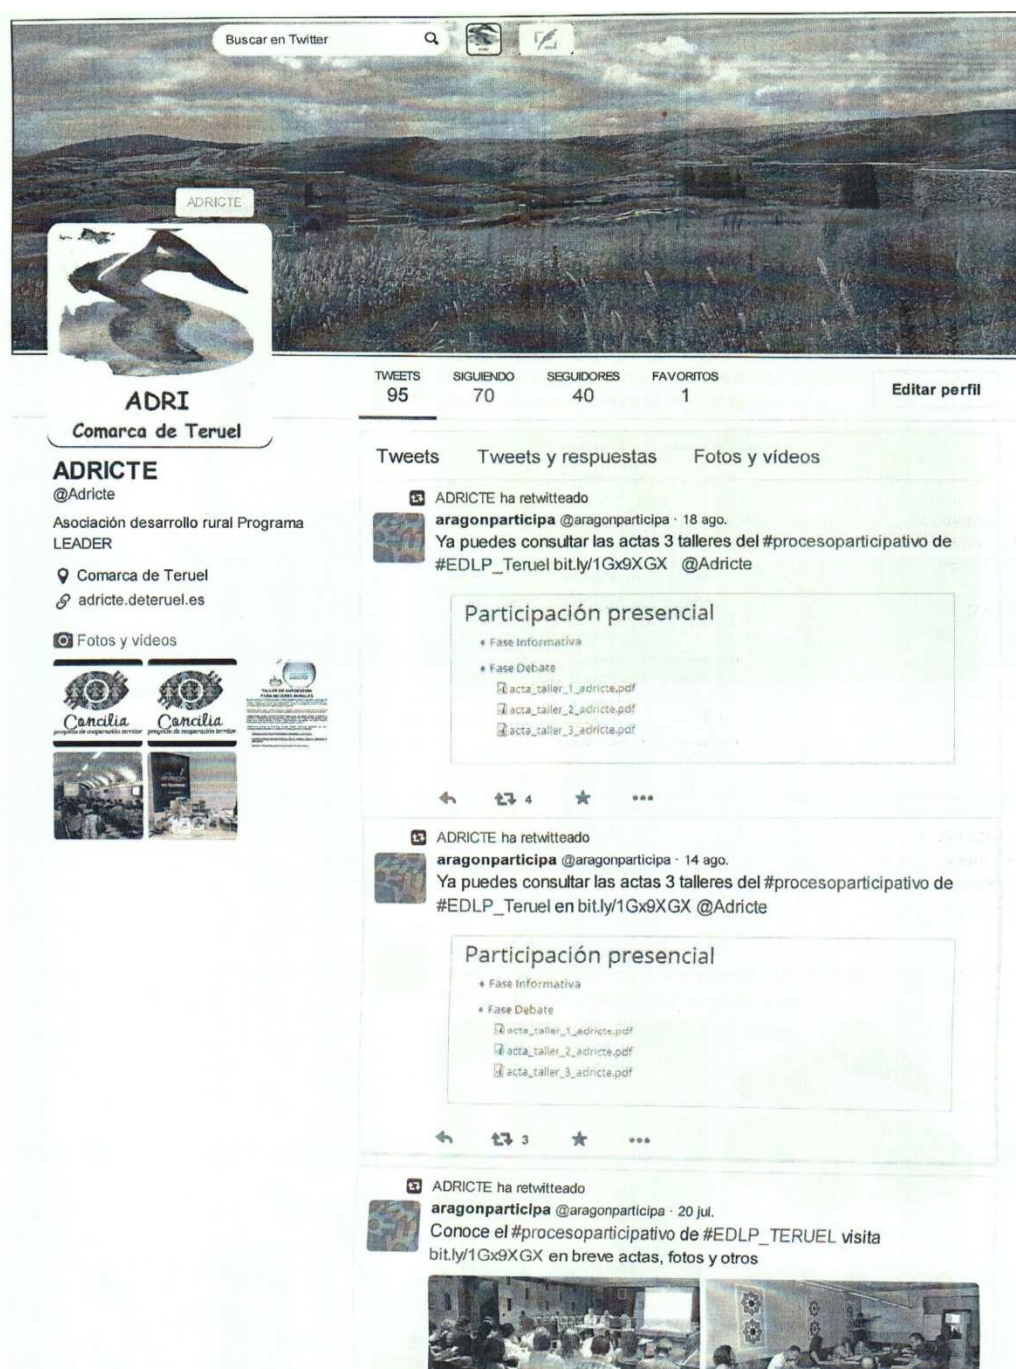 Buscar en Twitter
ADRICTE
ADRI
Comarca de Teruel
TWEETS SIGUIENDO SEGUIDORES FAVORITOS
95 70 40 1
Editar perfil
ADRICTE
@Adricte
Asociación desarrollo rural Programa
LEADER
Comarca de Teruel
adricte.deteruel.es
Fotos y vídeos
Concilia
Concilia
TALLER DE AUTOESTIMA
PARA MUJERES RURALES
Tweets Tweets y respuestas Fotos y vídeos
ADRICTE ha retwitteado
aragonparticipa @aragonparticipa · 18 ago.
Ya puedes consultar las actas 3 talleres del #procesoparticipativo de
#EDLP_Teruel bit.ly/1Gx9XGX @Adricte
Participación presencial
Fase Informativa
Fase Debate
acta_taller_1_adricte.pdf
acta_taller_2_adricte.pdf
acta_taller_3_adricte.pdf
4
ADRICTE ha retwitteado
aragonparticipa @aragonparticipa · 14 ago.
Ya puedes consultar las actas 3 talleres del #procesoparticipativo de
#EDLP_Teruel en bit.ly/1Gx9XGX @Adricte
Participación presencial
Fase Informativa
Fase Debate
acta_taller_1_adricte.pdf
acta_taller_2_adricte.pdf
acta_taller_3_adricte.pdf
3
ADRICTE ha retwitteado
aragonparticipa @aragonparticipa · 20 jul.
Conoce el #procesoparticipativo de #EDLP_TERUEL visita
bit.ly/1Gx9XGX en breve actas, fotos y otros